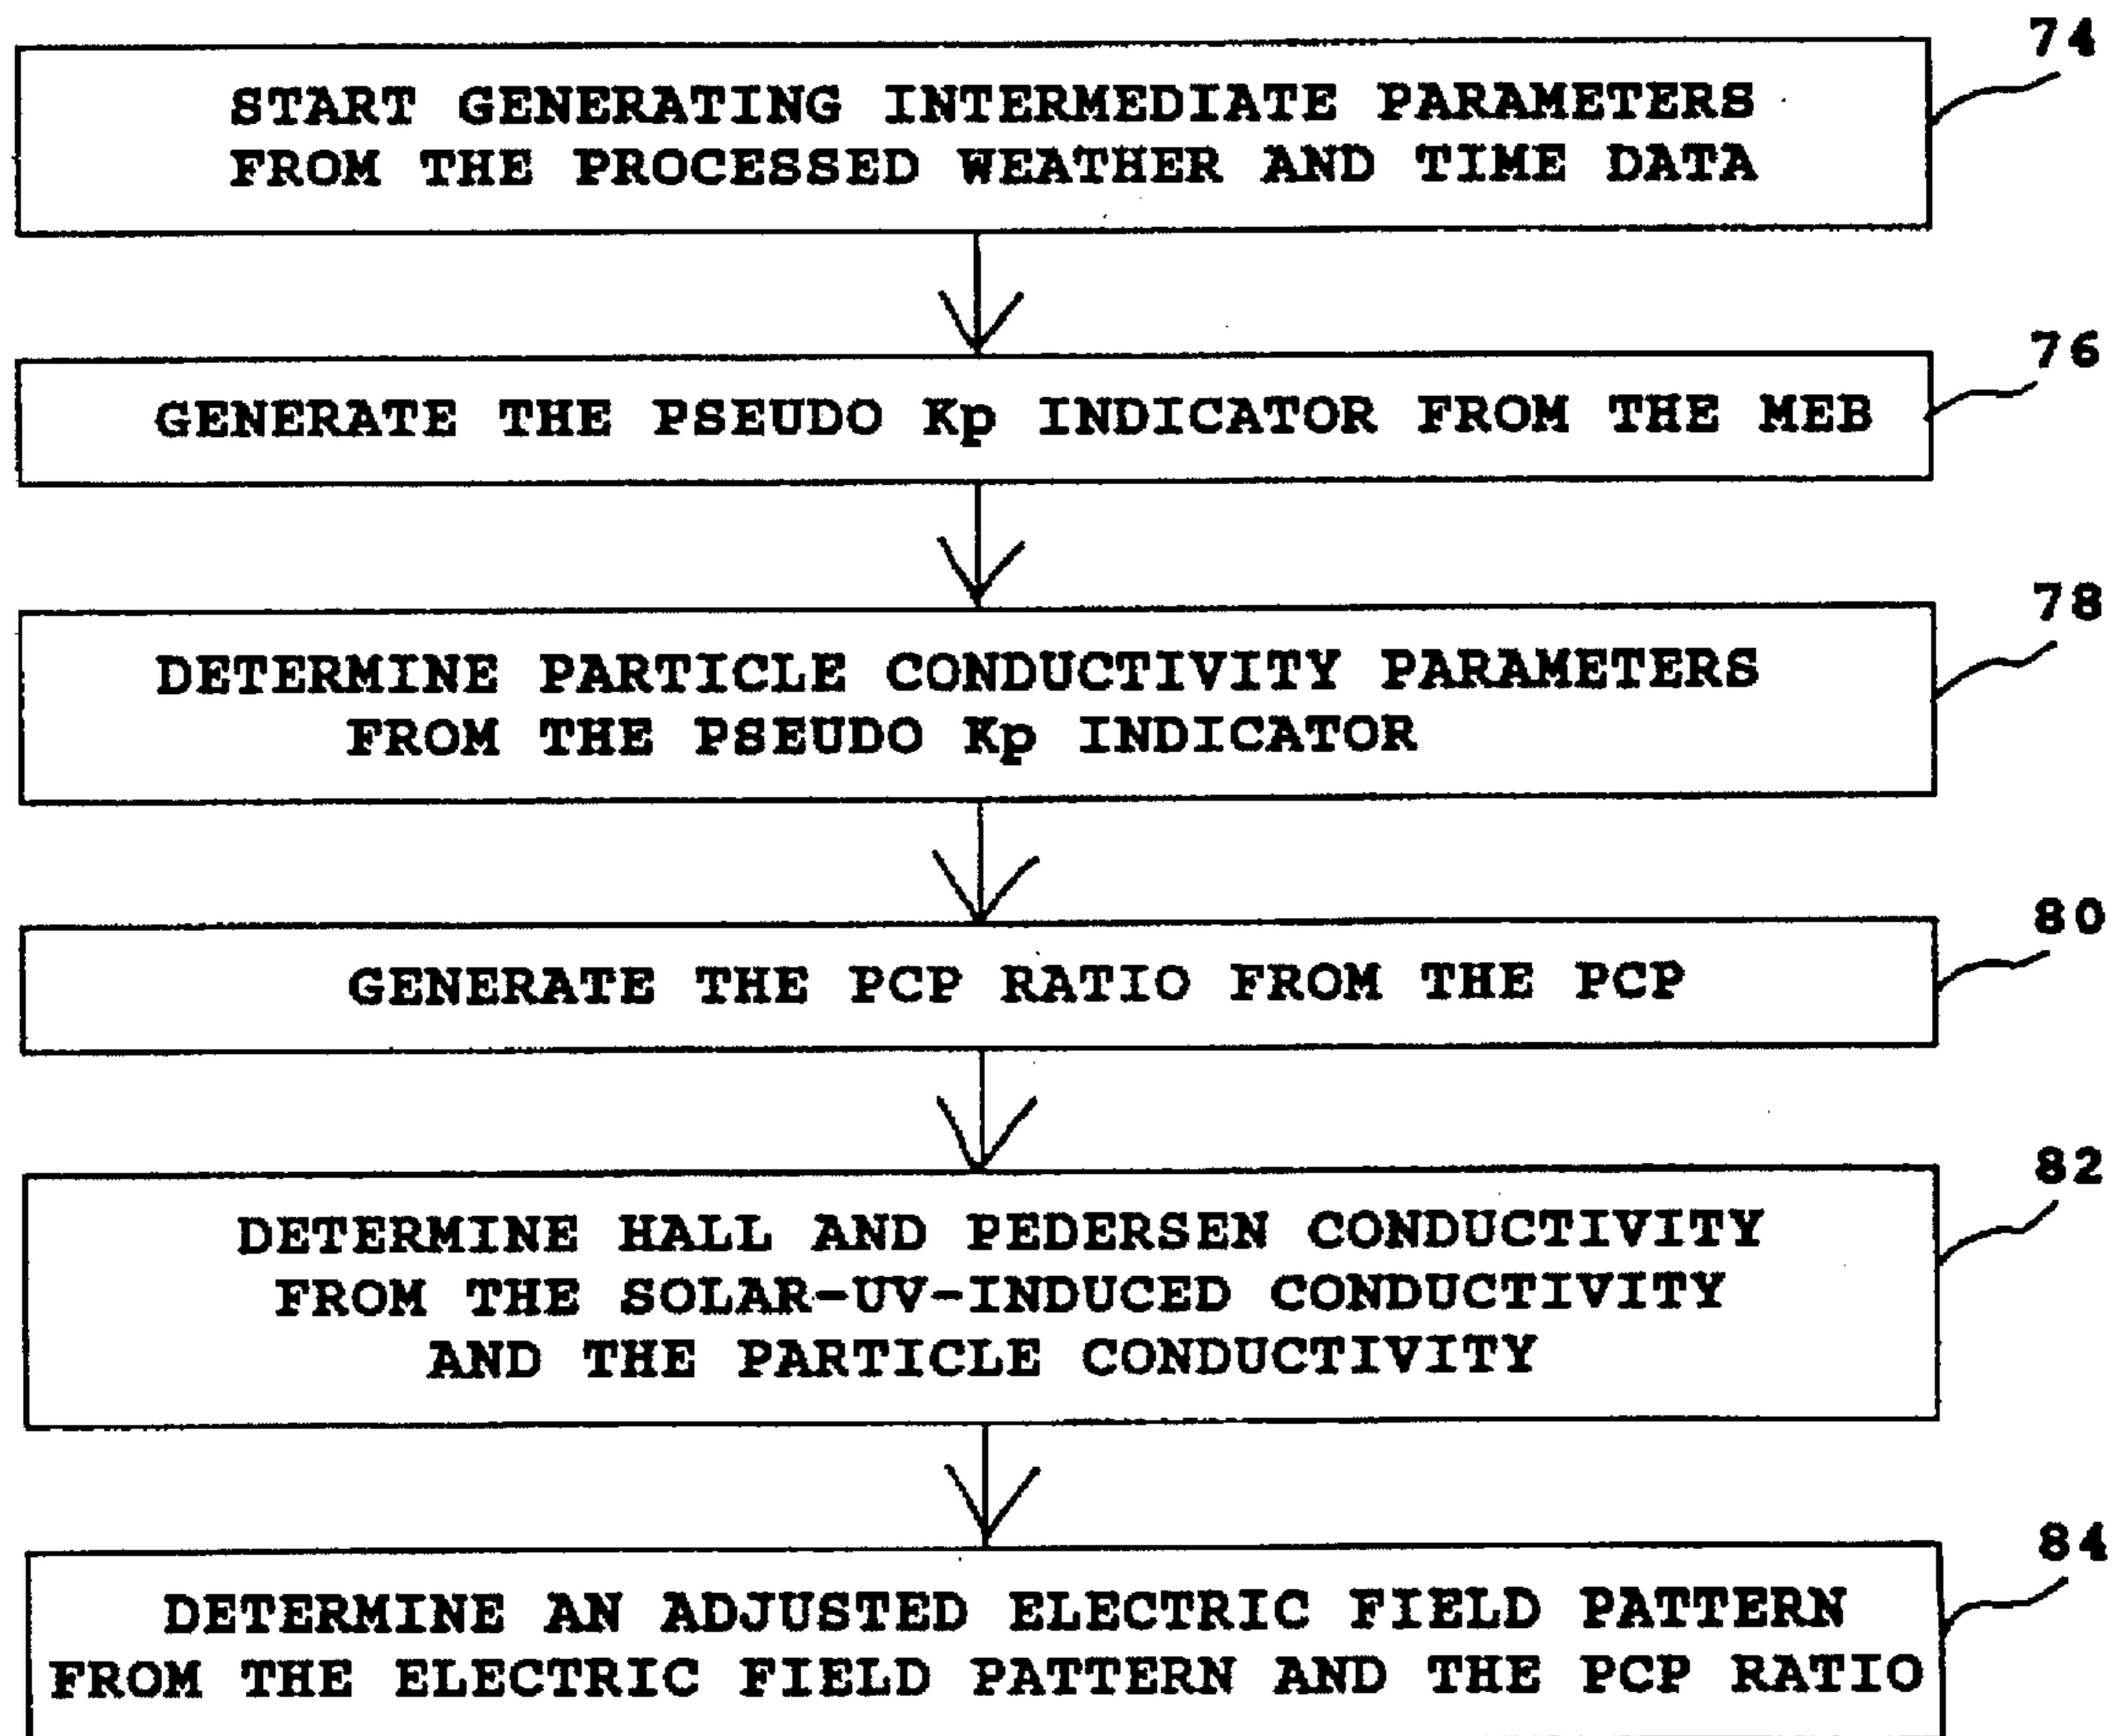 74
START GENERATING INTERMEDIATE PARAMETERS
FROM THE PROCESSED WEATHER AND TIME DATA
76
GENERATE THE PSEUDO Kp INDICATOR FROM THE MEB
78
DETERMINE PARTICLE CONDUCTIVITY PARAMETERS
FROM THE PSEUDO Kp INDICATOR
80
GENERATE THE PCP RATIO FROM THE PCP
82
DETERMINE HALL AND PEDERSEN CONDUCTIVITY
FROM THE SOLAR-UV-INDUCED CONDUCTIVITY
AND THE PARTICLE CONDUCTIVITY
84
DETERMINE AN ADJUSTED ELECTRIC FIELD PATTERN
FROM THE ELECTRIC FIELD PATTERN AND THE PCP RATIO